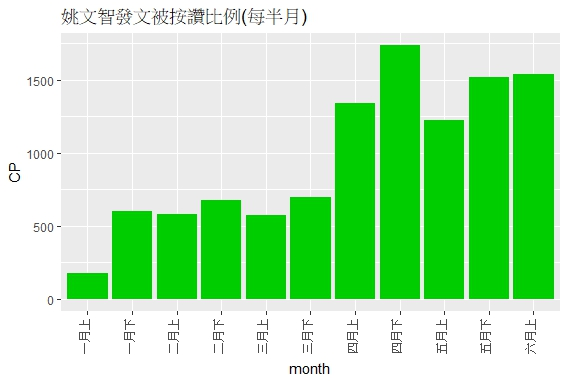 姚文智發文被按讚比例(每半月)
CP
1500
1000
500
0
一月上
一月下
二月上
二月下
三月上
三月下
四月上
四月下
五月上
五月下
六月上
month